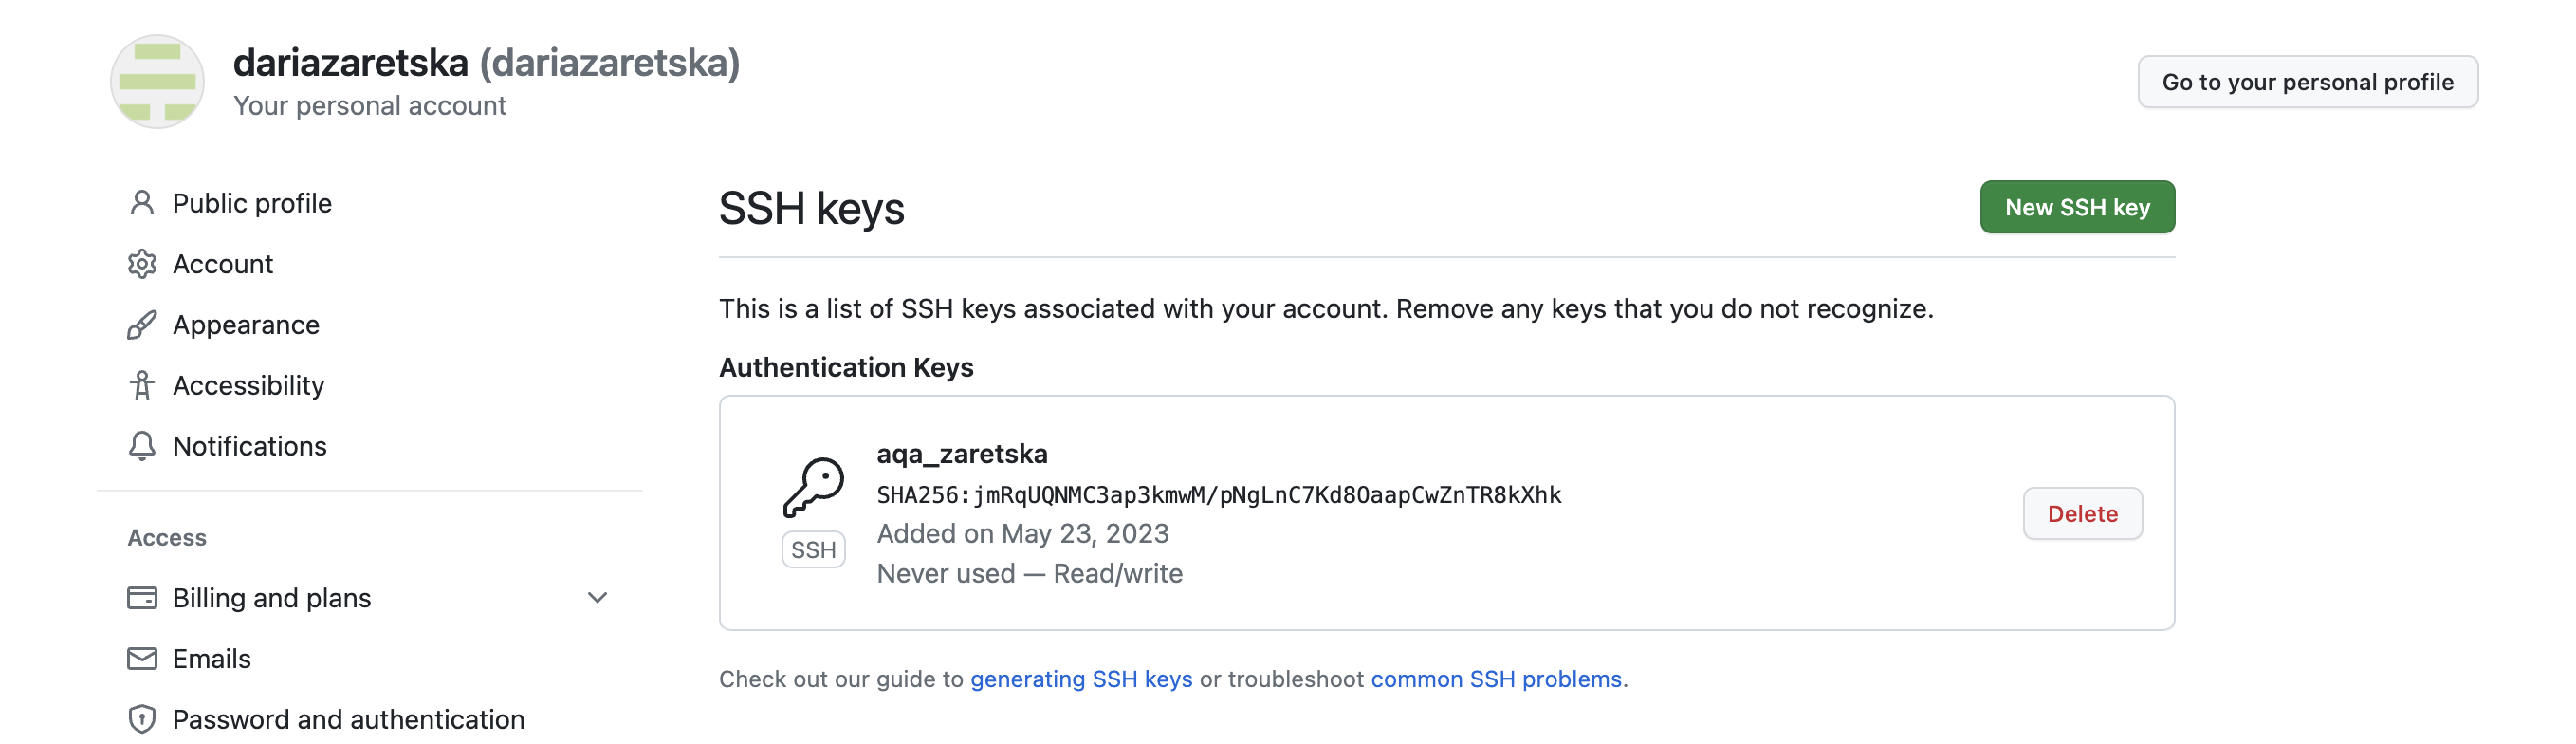 dariazaretska (dariazaretska)
Your personal account
Go to your personal profile
Public profile
Account
Appearance
Accessibility
Notifications
Access
Billing and plans
Emails
Password and authentication
SSH keys
New SSH key
This is a list of SSH keys associated with your account. Remove any keys that you do not recognize.
Authentication Keys
aqa_zaretska
SHA256:jmRqUQNMC3ap3kmwM/pNgLnC7Kd8OaapCwZnTR8kXhk
Added on May 23, 2023
Never used — Read/write
SSH
Delete
Check out our guide to generating SSH keys or troubleshoot common SSH problems.